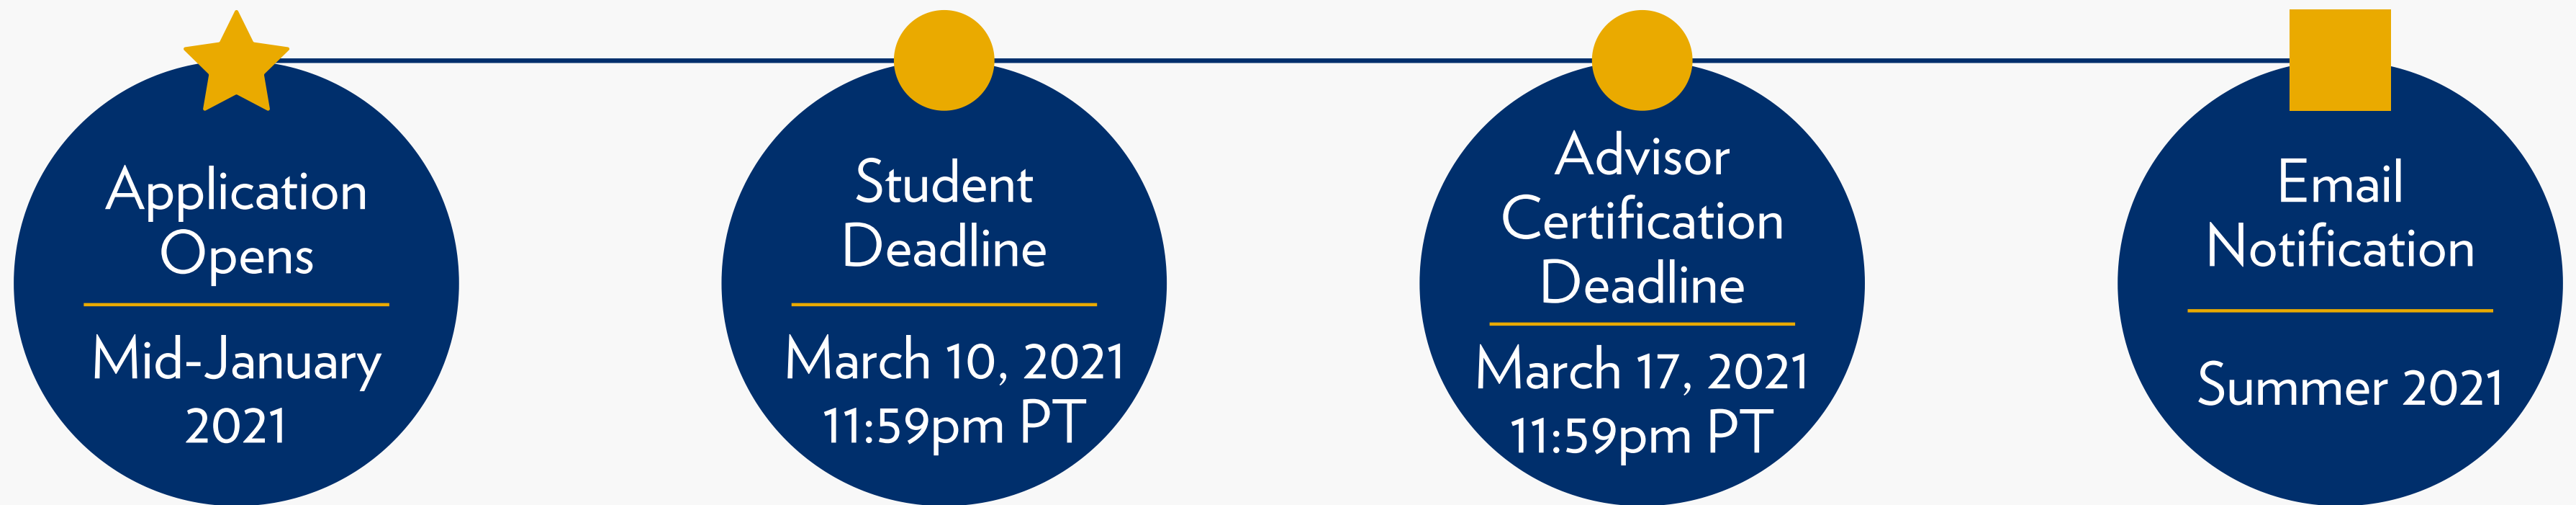 Application
Opens
Mid-January
2021
Student
Deadline
March 10, 2021
11:59pm PT
Advisor
Certification
Deadline
March 17, 2021
11:59pm PT
Email
Notification
Summer 2021